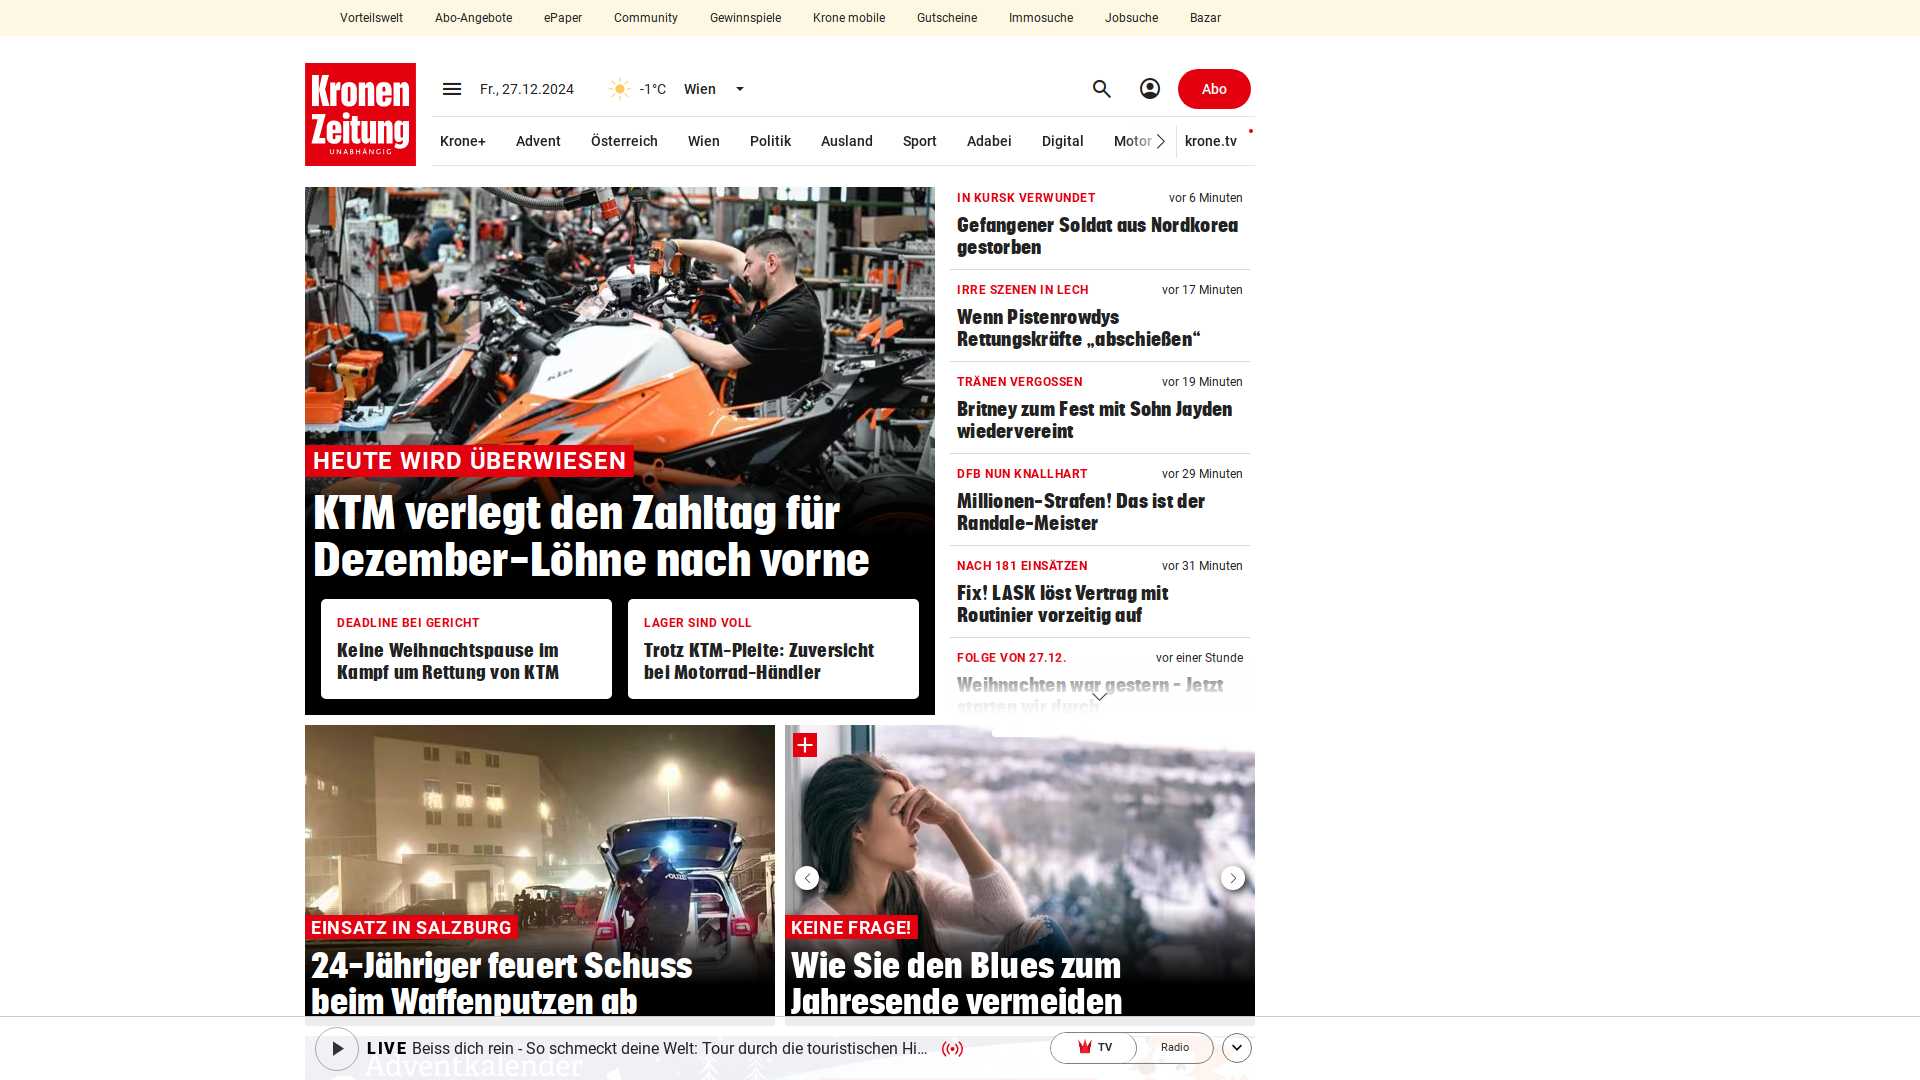 Vorteilswelt Abo-Angebote ePaper Community Gewinnspiele Krone mobile Gutscheine Immosuche Jobsuche Bazar
Kronen
Zeitung
UNABHÄNGIG
Fr., 27.12.2024 -1°C Wien Abo
Krone+ Advent Österreich Wien Politik Ausland Sport Adabei Digital Motor krone.tv
HEUTE WIRD ÜBERWIESEN
KTM verlegt den Zahltag für
Dezember-Löhne nach vorne
DEADLINE BEI GERICHT
Keine Weihnachtspause im
Kampf um Rettung von KTM
LAGER SIND VOLL
Trotz KTM-Pleite: Zuversicht
bei Motorrad-Händler
IN KURSK VERWUNDET vor 6 Minuten
Gefangener Soldat aus Nordkorea
gestorben
IRRE SZENEN IN LECH vor 17 Minuten
Wenn Pistenrowdys
Rettungskräfte „abschießen“
TRÄNEN VERGOSSEN vor 19 Minuten
Britney zum Fest mit Sohn Jayden
wiedervereint
DFB NUN KNALLHART vor 29 Minuten
Millionen-Strafen! Das ist der
Randale-Meister
NACH 181 EINSÄTZEN vor 31 Minuten
Fix! LASK löst Vertrag mit
Routinier vorzeitig auf
FOLGE VON 27.12. vor einer Stunde
Weihnachten war gestern - Jetzt
starten wir durch
POLIZEI
EINSATZ IN SALZBURG
24-Jähriger feuert Schuss
beim Waffenputzen ab
KEINE FRAGE!
Wie Sie den Blues zum
Jahresende vermeiden
LIVE Beiss dich rein - So schmeckt deine Welt: Tour durch die touristischen Hi... TV Radio
Adventkalender